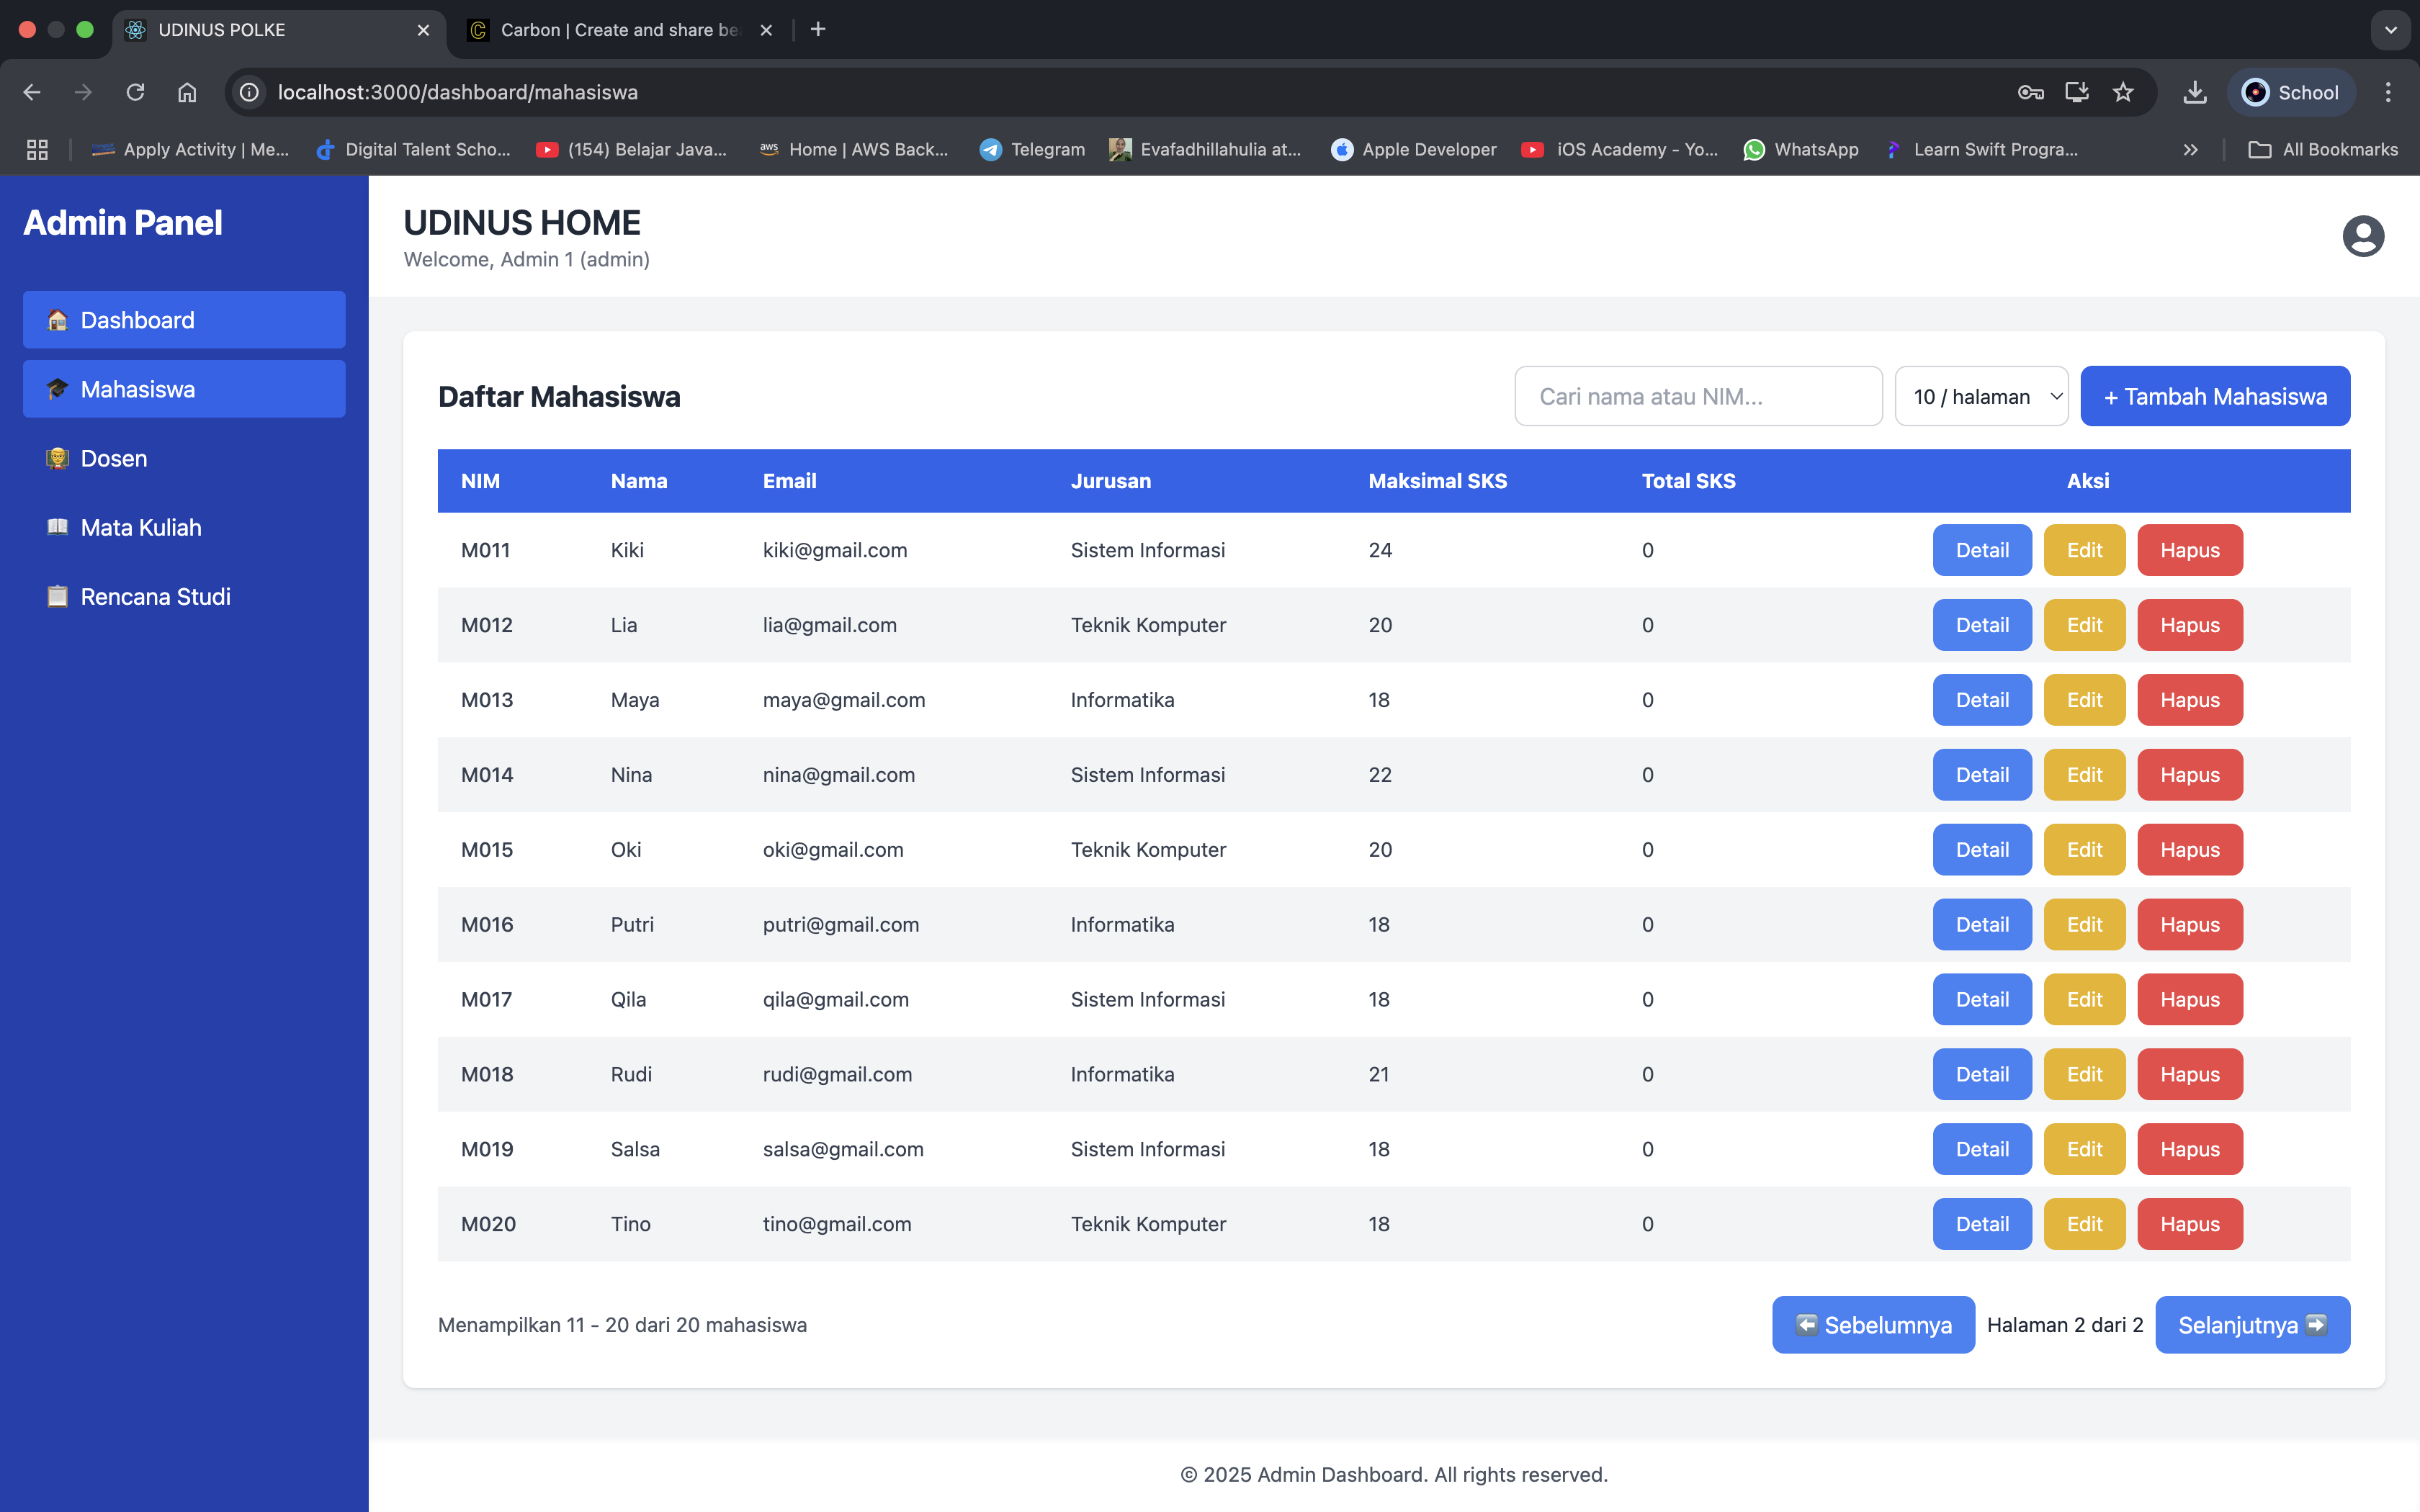 UDINUS POLKE
Carbon | Create and share be
localhost:3000/dashboard/mahasiswa
School
Apply Activity | Me...
Digital Talent Scho...
(154) Belajar Java...
aws Home | AWS Back...
Telegram
Evafadhillahulia at...
Apple Developer
iOS Academy - Yo...
WhatsApp
Learn Swift Progra...
All Bookmarks
Admin Panel
Dashboard
Mahasiswa
Dosen
Mata Kuliah
Rencana Studi
UDINUS HOME
Welcome, Admin 1 (admin)
Daftar Mahasiswa
Cari nama atau NIM...
10 / halaman
+ Tambah Mahasiswa
NIM Nama Email Jurusan Maksimal SKS Total SKS Aksi
M011 Kiki kiki@gmail.com Sistem Informasi 24 0 Detail Edit Hapus
M012 Lia lia@gmail.com Teknik Komputer 20 0 Detail Edit Hapus
M013 Maya maya@gmail.com Informatika 18 0 Detail Edit Hapus
M014 Nina nina@gmail.com Sistem Informasi 22 0 Detail Edit Hapus
M015 Oki oki@gmail.com Teknik Komputer 20 0 Detail Edit Hapus
M016 Putri putri@gmail.com Informatika 18 0 Detail Edit Hapus
M017 Qila qila@gmail.com Sistem Informasi 18 0 Detail Edit Hapus
M018 Rudi rudi@gmail.com Informatika 21 0 Detail Edit Hapus
M019 Salsa salsa@gmail.com Sistem Informasi 18 0 Detail Edit Hapus
M020 Tino tino@gmail.com Teknik Komputer 18 0 Detail Edit Hapus
Menampilkan 11 - 20 dari 20 mahasiswa
⬅️ Sebelumnya Halaman 2 dari 2 Selanjutnya ➡️
© 2025 Admin Dashboard. All rights reserved.